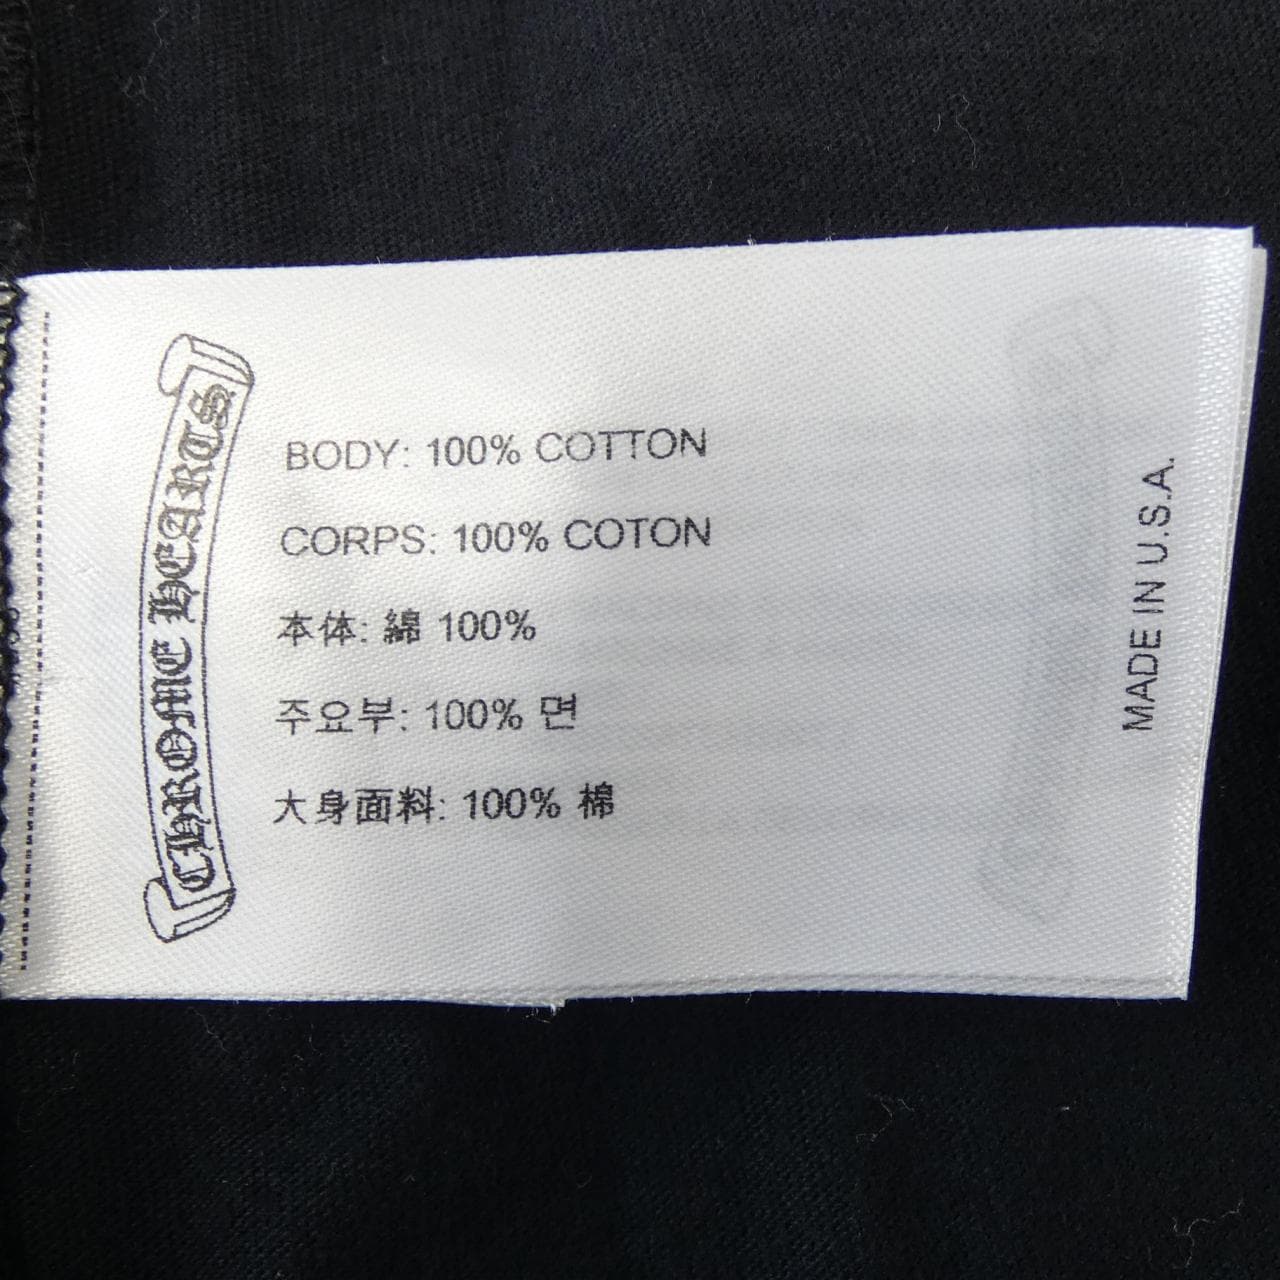 CHROME HEARTS
BODY: 100% COTTON
CORPS: 100% COTON
本体: 綿 100%
주요부: 100% 면
大身面料: 100% 棉
MADE IN U.S.A.